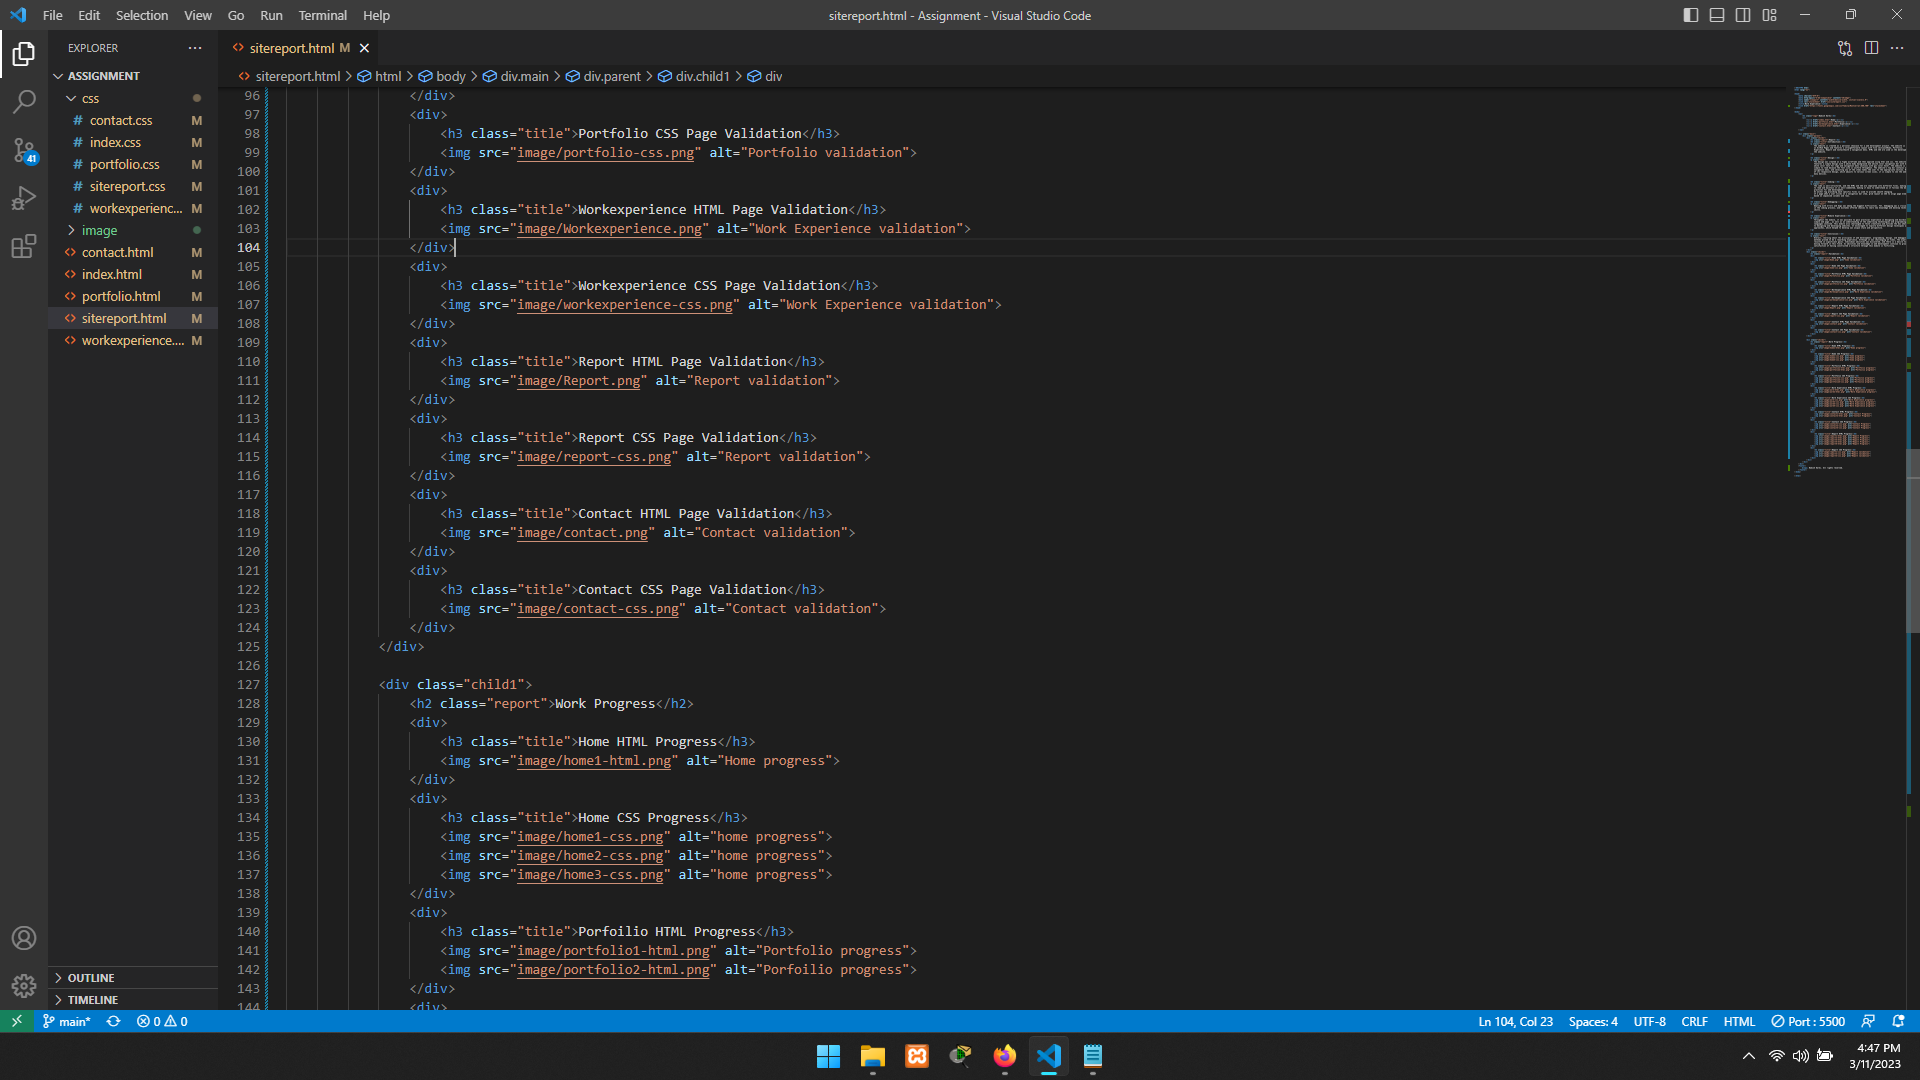 File Edit Selection View Go Run Terminal Help
sitereport.html - Assignment - Visual Studio Code
EXPLORER
ASSIGNMENT
css
# contact.css M
# index.css M
# portfolio.css M
# sitereport.css M
# workexperienc... M
image
<> contact.html M
<> index.html M
<> portfolio.html M
<> sitereport.html M
<> workexperience.... M
OUTLINE
TIMELINE
41
<> sitereport.html M
<> sitereport.html > html > body > div.main > div.parent > div.child1 > div
96 </div>
97 <div>
98 <h3 class="title">Portfolio CSS Page Validation</h3>
99 <img src="image/portfolio-css.png" alt="Portfolio validation">
100 </div>
101 <div>
102 <h3 class="title">Workexperience HTML Page Validation</h3>
103 <img src="image/Workexperience.png" alt="Work Experience validation">
104 </div>
105 <div>
106 <h3 class="title">Workexperience CSS Page Validation</h3>
107 <img src="image/workexperience-css.png" alt="Work Experience validation">
108 </div>
109 <div>
110 <h3 class="title">Report HTML Page Validation</h3>
111 <img src="image/Report.png" alt="Report validation">
112 </div>
113 <div>
114 <h3 class="title">Report CSS Page Validation</h3>
115 <img src="image/report-css.png" alt="Report validation">
116 </div>
117 <div>
118 <h3 class="title">Contact HTML Page Validation</h3>
119 <img src="image/contact.png" alt="Contact validation">
120 </div>
121 <div>
122 <h3 class="title">Contact CSS Page Validation</h3>
123 <img src="image/contact-css.png" alt="Contact validation">
124 </div>
125 </div>
126
127 <div class="child1">
128 <h2 class="report">Work Progress</h2>
129 <div>
130 <h3 class="title">Home HTML Progress</h3>
131 <img src="image/home1-html.png" alt="Home progress">
132 </div>
133 <div>
134 <h3 class="title">Home CSS Progress</h3>
135 <img src="image/home1-css.png" alt="home progress">
136 <img src="image/home2-css.png" alt="home progress">
137 <img src="image/home3-css.png" alt="home progress">
138 </div>
139 <div>
140 <h3 class="title">Porfoilio HTML Progress</h3>
141 <img src="image/portfolio1-html.png" alt="Portfolio progress">
142 <img src="image/portfolio2-html.png" alt="Porfoilio progress">
143 </div>
144 <div>
main* 0 0
Ln 104, Col 23 Spaces: 4 UTF-8 CRLF HTML Port : 5500
4:47 PM
3/11/2023